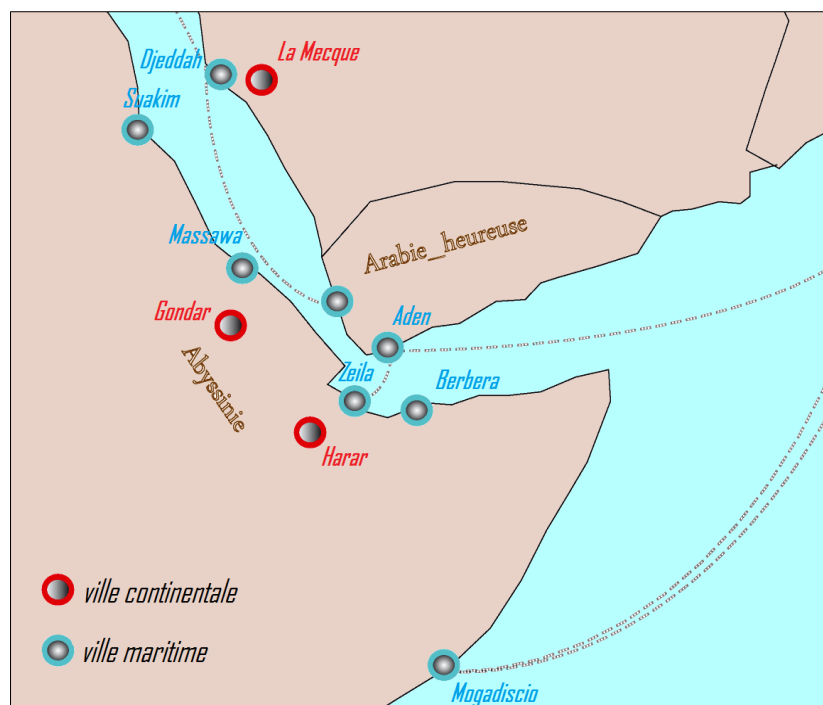 La Mecque
Djeddah
Suakim
Massawa
Arabie_heureuse
Gondar
Aden
Abyssinie
Zeila
Berbera
Harar
ville continentale
ville maritime
Mogadiscio